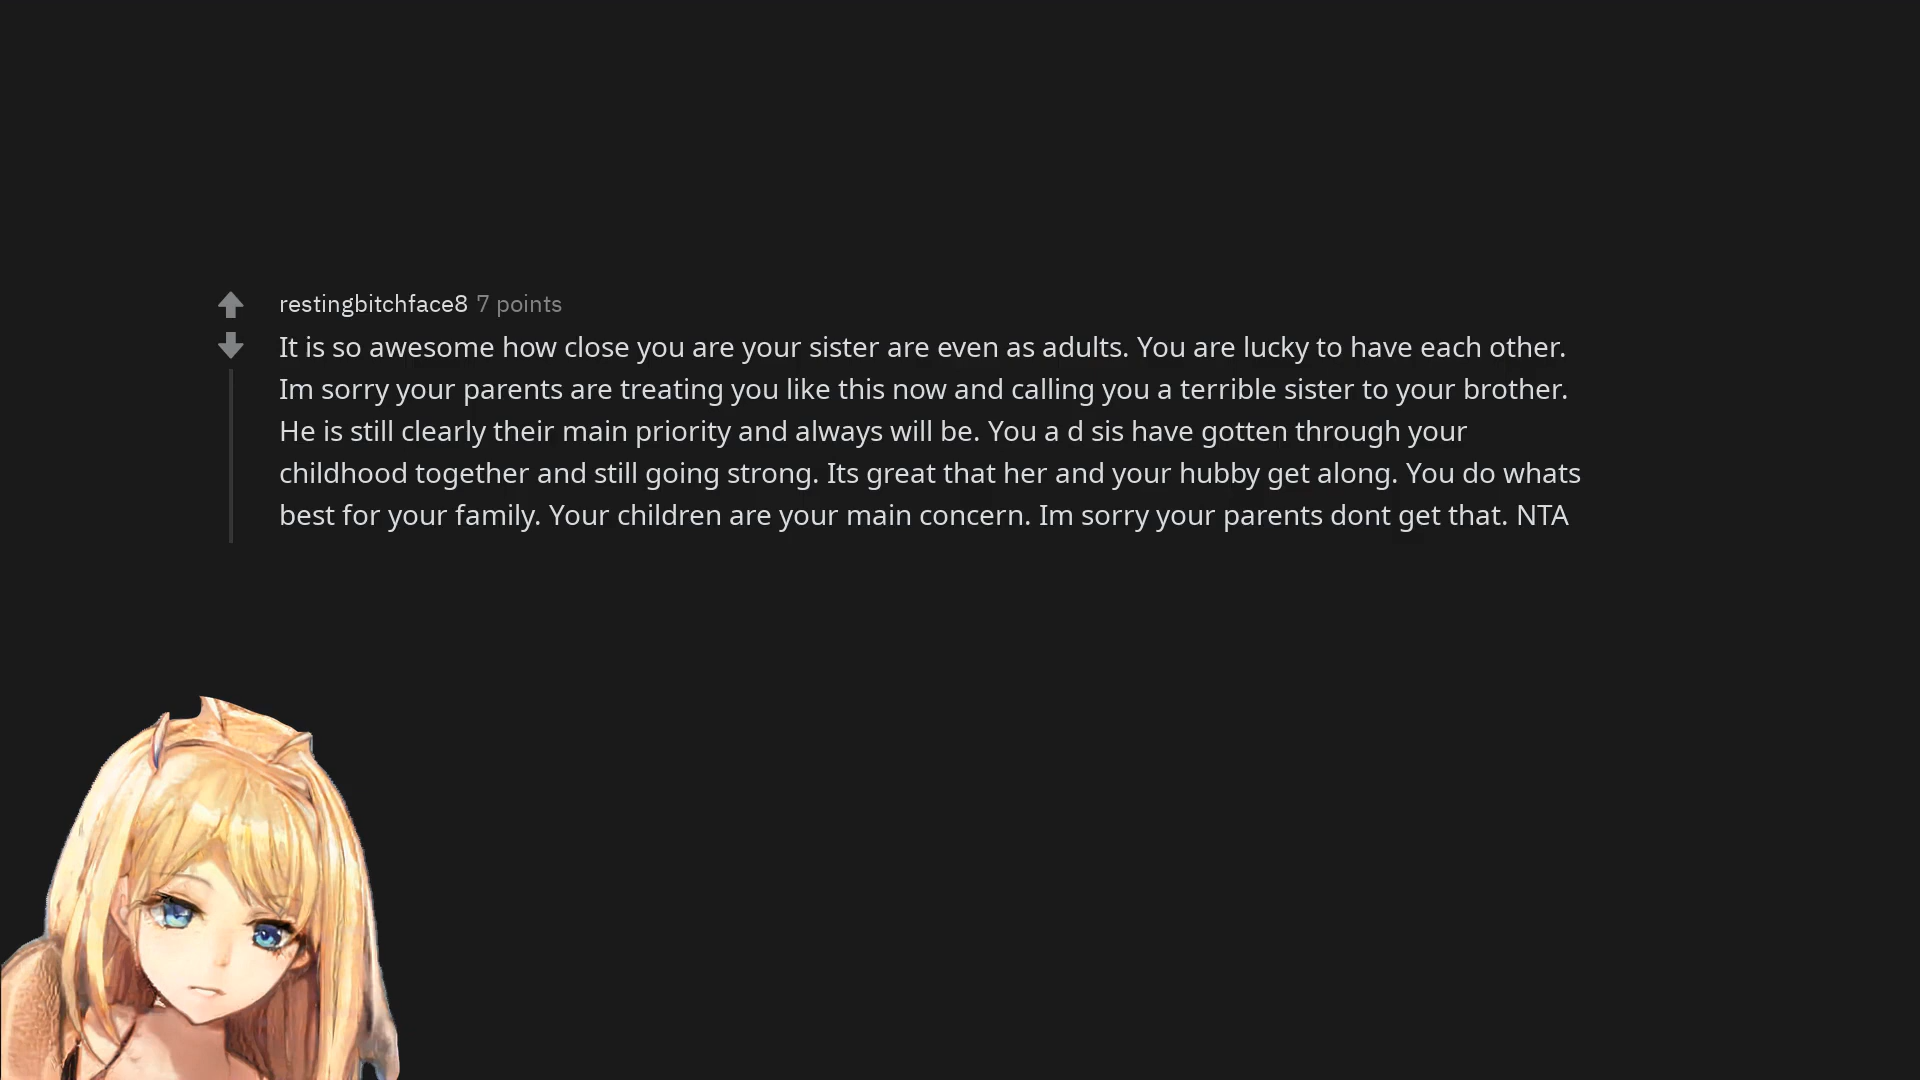 restingbitchface8 7 points
It is so awesome how close you are your sister are even as adults. You are lucky to have each other.
Im sorry your parents are treating you like this now and calling you a terrible sister to your brother.
He is still clearly their main priority and always will be. You a d sis have gotten through your
childhood together and still going strong. Its great that her and your hubby get along. You do whats
best for your family. Your children are your main concern. Im sorry your parents dont get that. NTA